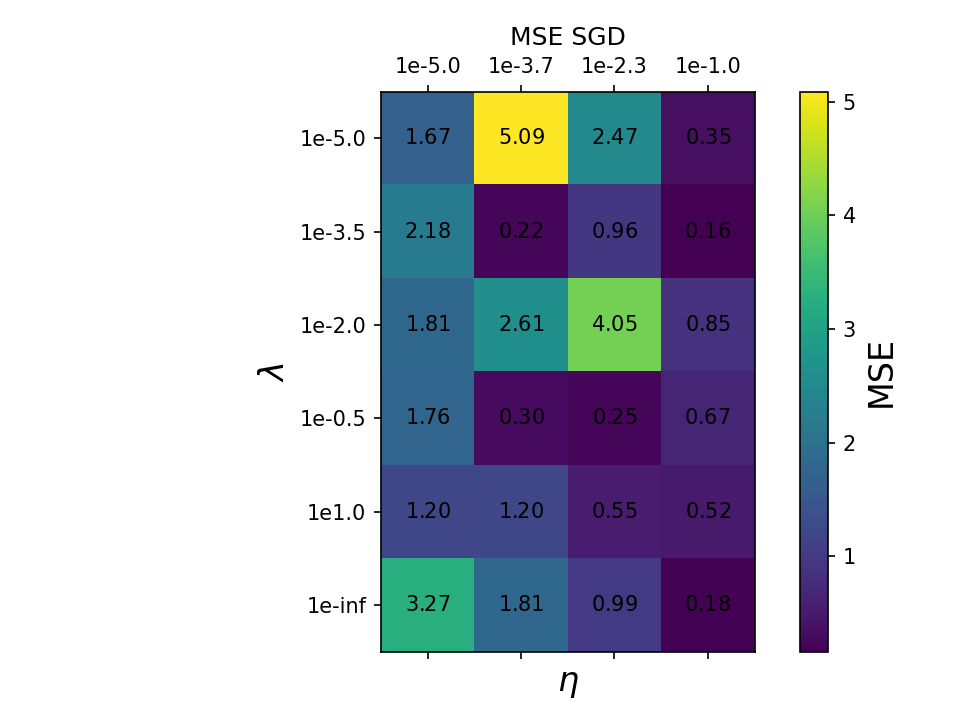 MSE SGD
1e-5.0 1e-3.7 1e-2.3 1e-1.0
1e-5.0 1.67 5.09 2.47 0.35
1e-3.5 2.18 0.22 0.96 0.16
1e-2.0 1.81 2.61 4.05 0.85
1e-0.5 1.76 0.30 0.25 0.67
1e1.0 1.20 1.20 0.55 0.52
1e-inf 3.27 1.81 0.99 0.18
λ
η
5
4
3
2
1
MSE